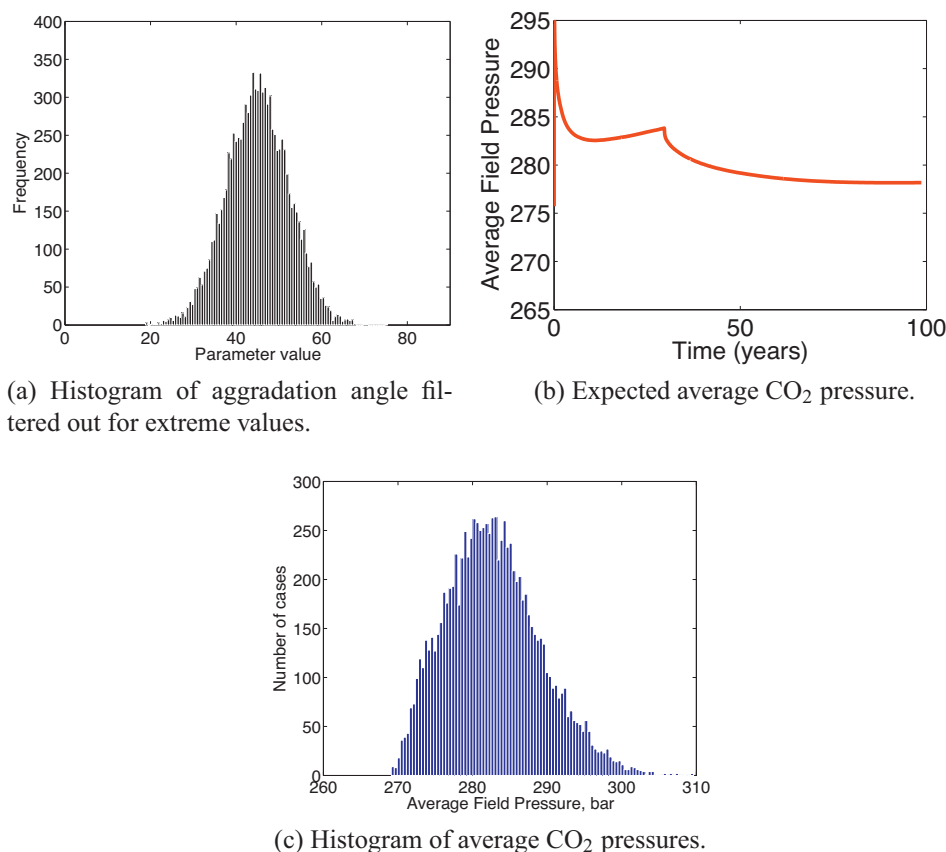 400
350
300
250
200
150
100
50
0
Frequency
0 20 40 60 80
Parameter value
(a) Histogram of aggradation angle fil-
tered out for extreme values.
295
290
285
280
275
270
265
Average Field Pressure
0 50 100
Time (years)
(b) Expected average CO₂ pressure.
300
250
200
150
100
50
0
Number of cases
260 270 280 290 300 310
Average Field Pressure, bar
(c) Histogram of average CO₂ pressures.